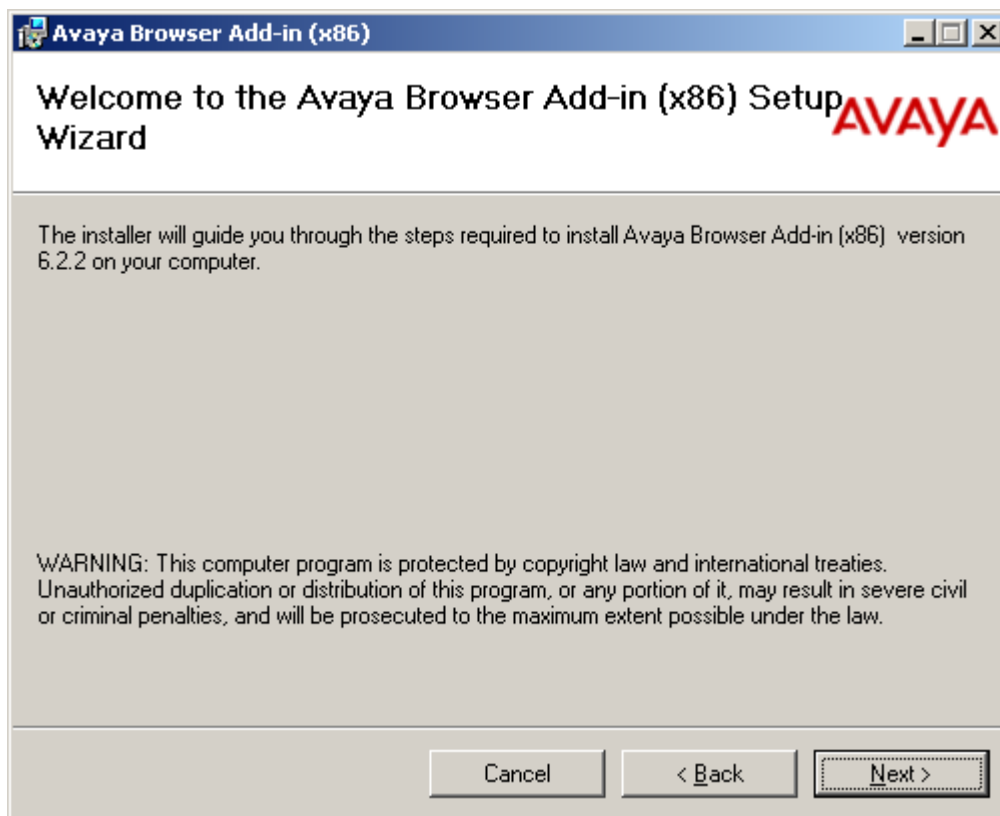 Avaya Browser Add-in (x86)
Welcome to the Avaya Browser Add-in (x86) Setup
Wizard
AVAYA
The installer will guide you through the steps required to install Avaya Browser Add-in (x86)  version
6.2.2 on your computer.
WARNING: This computer program is protected by copyright law and international treaties.
Unauthorized duplication or distribution of this program, or any portion of it, may result in severe civil
or criminal penalties, and will be prosecuted to the maximum extent possible under the law.
Cancel
< Back
Next >